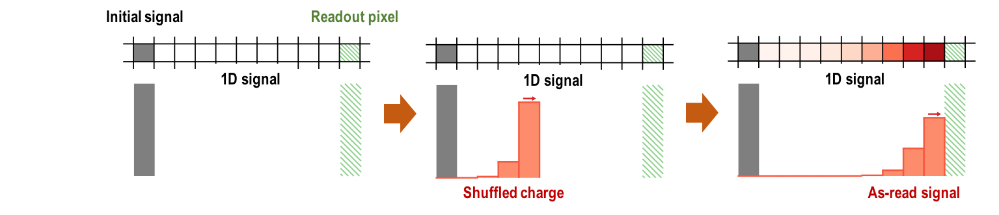 Initial signal
Readout pixel
1D signal
1D signal
Shuffled charge
1D signal
As-read signal